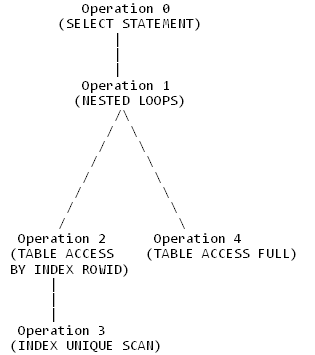 Operation 0
(SELECT STATEMENT)
Operation 1
(NESTED LOOPS)
Operation 2
(TABLE ACCESS
BY INDEX ROWID)
Operation 4
(TABLE ACCESS FULL)
Operation 3
(INDEX UNIQUE SCAN)